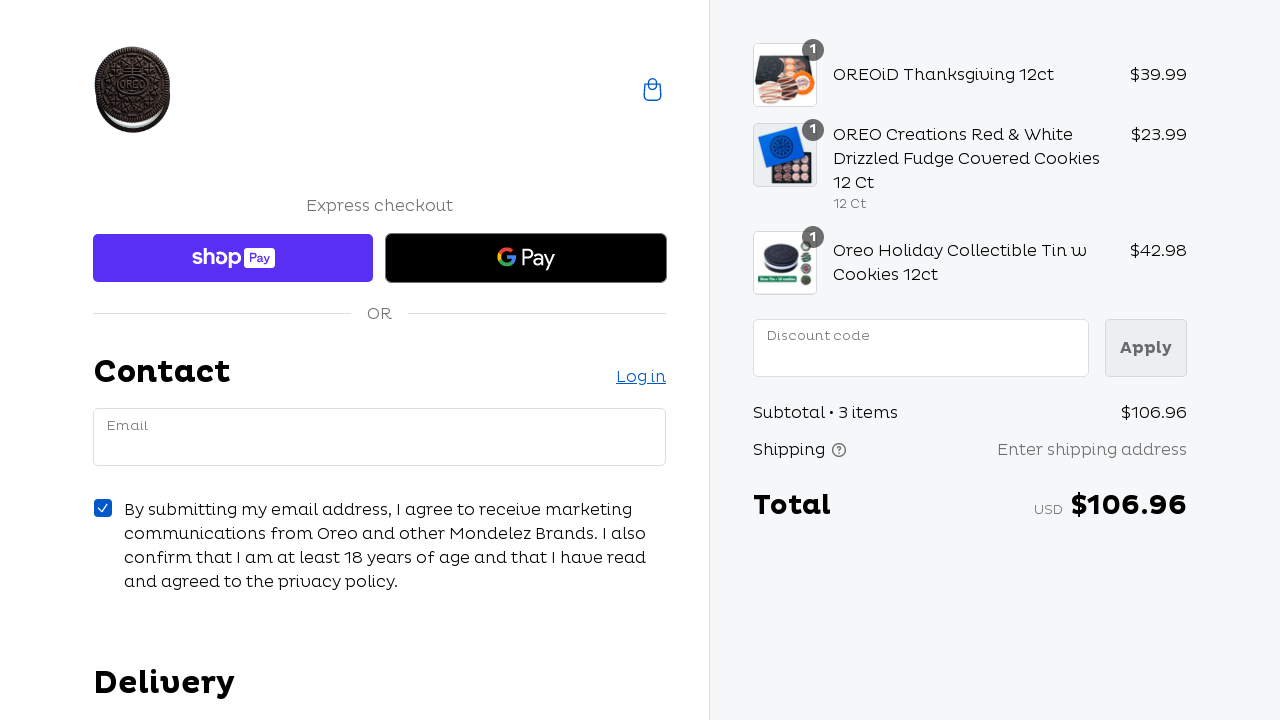 OREO
Express checkout
shop Pay
G Pay
OR
Contact
Log in
Email
By submitting my email address, I agree to receive marketing
communications from Oreo and other Mondelez Brands. I also
confirm that I am at least 18 years of age and that I have read
and agreed to the privacy policy.
Delivery
1
OREOiD Thanksgiving 12ct
$39.99
1
OREO Creations Red & White
Drizzled Fudge Covered Cookies
12 Ct
12 Ct
$23.99
1
Oreo Holiday Collectible Tin w
Cookies 12ct
$42.98
Discount code
Apply
Subtotal • 3 items
$106.96
Shipping
Enter shipping address
Total
USD $106.96